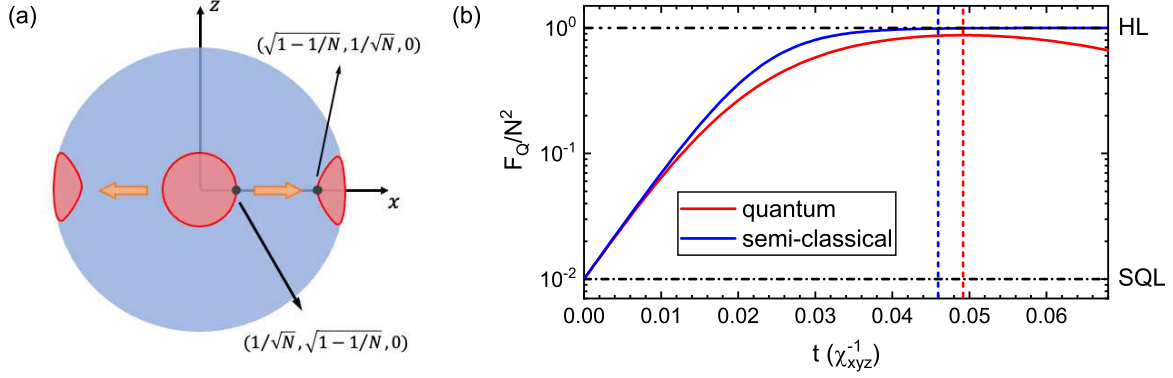 (a)
z
(√1−1/N, 1/√N, 0)
x
(1/√N, √1−1/N, 0)
(b)
10⁰
10⁻¹
10⁻²
F_Q/N²
HL
SQL
quantum
semi-classical
0.00 0.01 0.02 0.03 0.04 0.05 0.06
t (χ_xyz⁻¹)